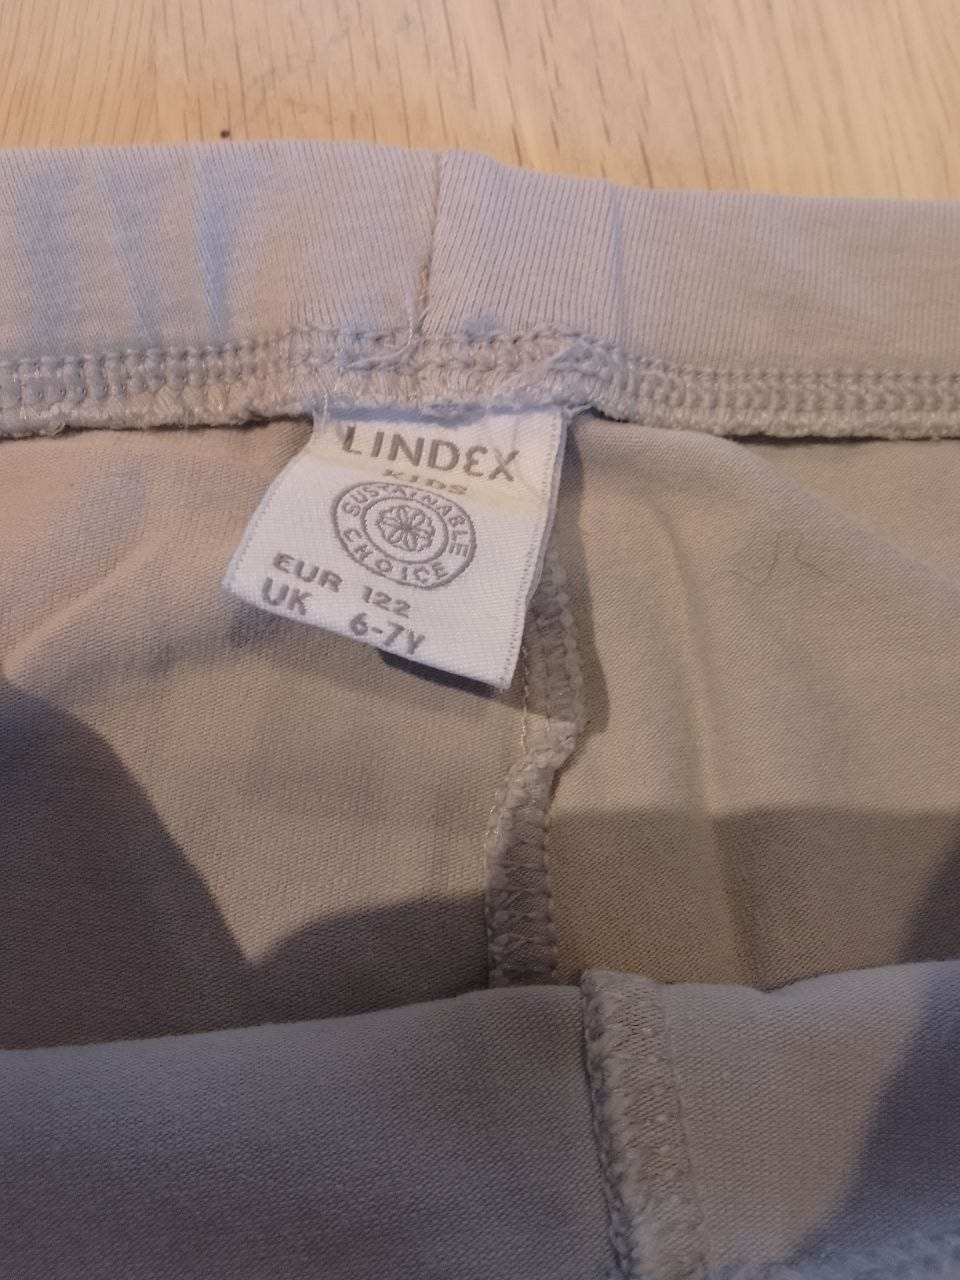 LINDEX
KIDS
SUSTAINABLE
CHOICE
EUR 122
UK 6-7Y